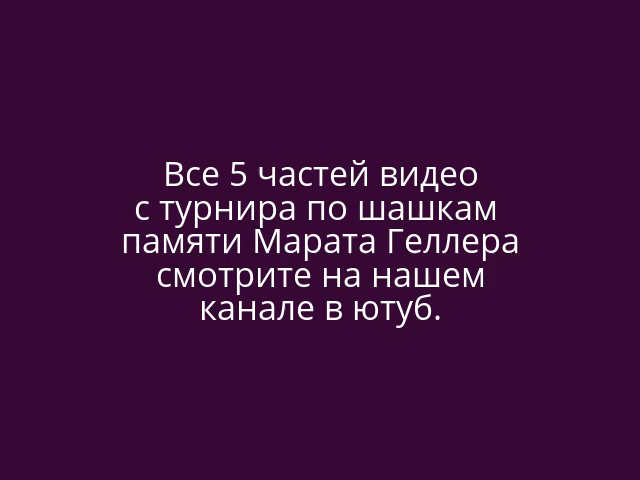 Все 5 частей видео
с турнира по шашкам
памяти Марата Геллера
смотрите на нашем
канале в ютуб.